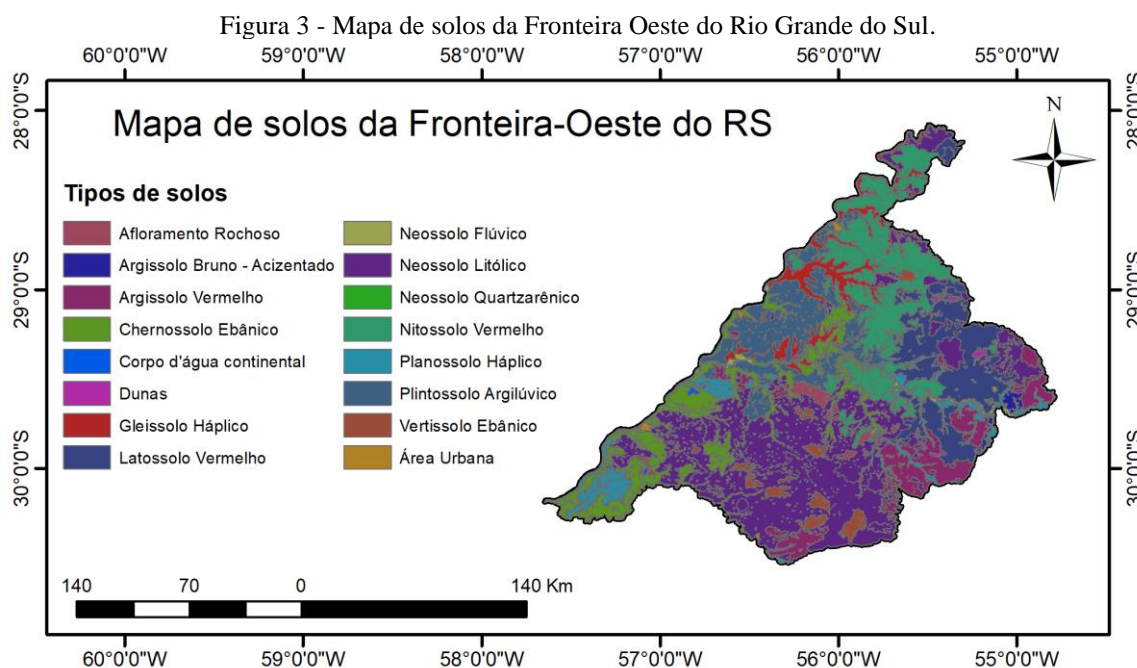 Figura 3 - Mapa de solos da Fronteira Oeste do Rio Grande do Sul.
60°0'0"W 59°0'0"W 58°0'0"W 57°0'0"W 56°0'0"W 55°0'0"W
28°0'0"S 28°0'0"S
Mapa de solos da Fronteira-Oeste do RS
N
Tipos de solos
Afloramento Rochoso
Argissolo Bruno - Acizentado
Argissolo Vermelho
Chernossolo Ebânico
Corpo d'água continental
Dunas
Gleissolo Háplico
Latossolo Vermelho
Neossolo Flúvico
Neossolo Litólico
Neossolo Quartzarênico
Nitossolo Vermelho
Planossolo Háplico
Plintossolo Argilúvico
Vertissolo Ebânico
Área Urbana
29°0'0"S 29°0'0"S
30°0'0"S 30°0'0"S
140 70 0 140 Km
60°0'0"W 59°0'0"W 58°0'0"W 57°0'0"W 56°0'0"W 55°0'0"W